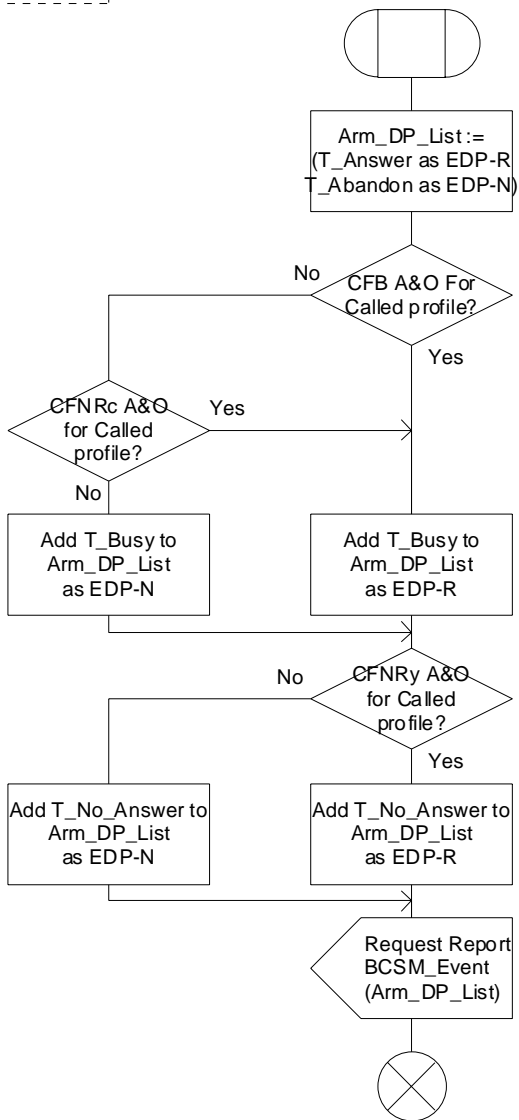 Arm_DP_List :=
(T_Answer as EDP-R
T_Abandon as EDP-N)
No
CFB A&O For
Called profile?
Yes
CFNRc A&O
for Called
profile?
Yes
No
Add T_Busy to
Arm_DP_List
as EDP-N
Add T_Busy to
Arm_DP_List
as EDP-R
No
CFNRy A&O
for Called
profile?
Yes
Add T_No_Answer to
Arm_DP_List
as EDP-N
Add T_No_Answer to
Arm_DP_List
as EDP-R
Request Report
BCSM_Event
(Arm_DP_List)